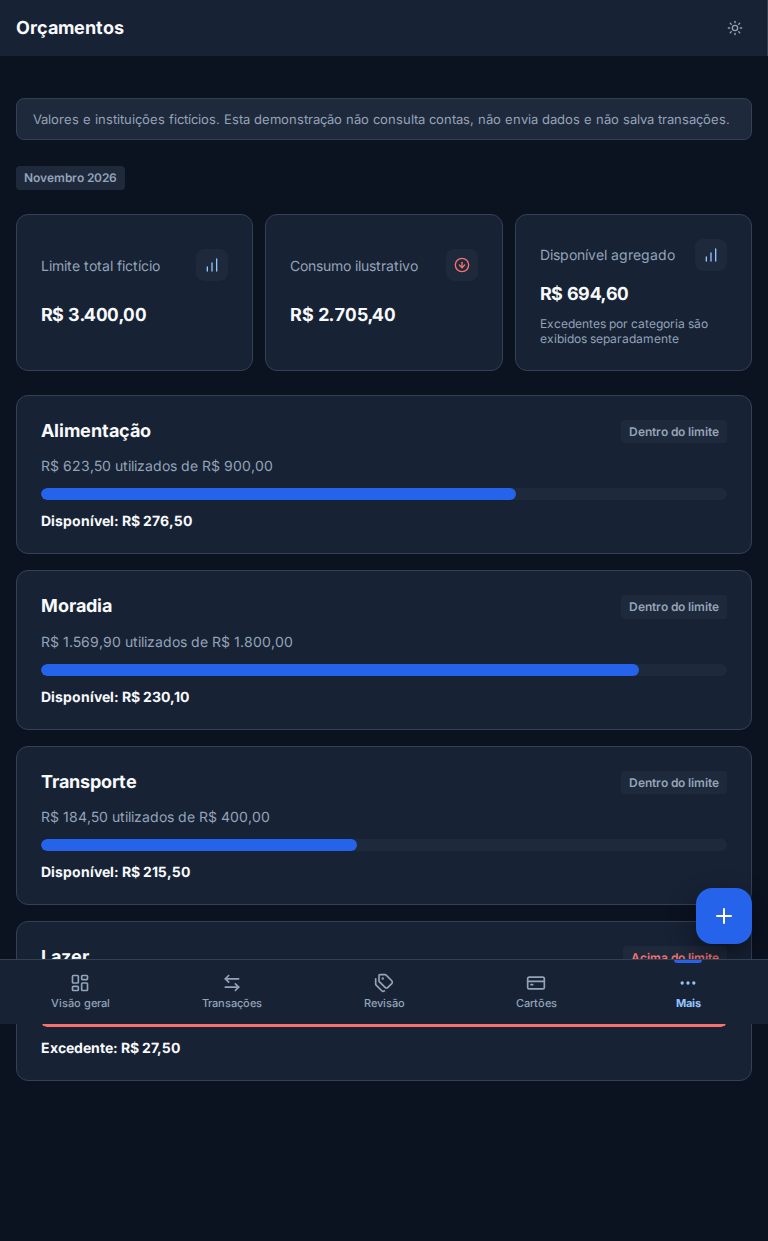 Orçamentos
Valores e instituições fictícios. Esta demonstração não consulta contas, não envia dados e não salva transações.
Novembro 2026
Limite total fictício
R$ 3.400,00
Consumo ilustrativo
R$ 2.705,40
Disponível agregado
R$ 694,60
Excedentes por categoria são
exibidos separadamente
Alimentação
Dentro do limite
R$ 623,50 utilizados de R$ 900,00
Disponível: R$ 276,50
Moradia
Dentro do limite
R$ 1.569,90 utilizados de R$ 1.800,00
Disponível: R$ 230,10
Transporte
Dentro do limite
R$ 184,50 utilizados de R$ 400,00
Disponível: R$ 215,50
Lazer
Acima do limite
Visão geral
Transações
Revisão
Cartões
Mais
Excedente: R$ 27,50